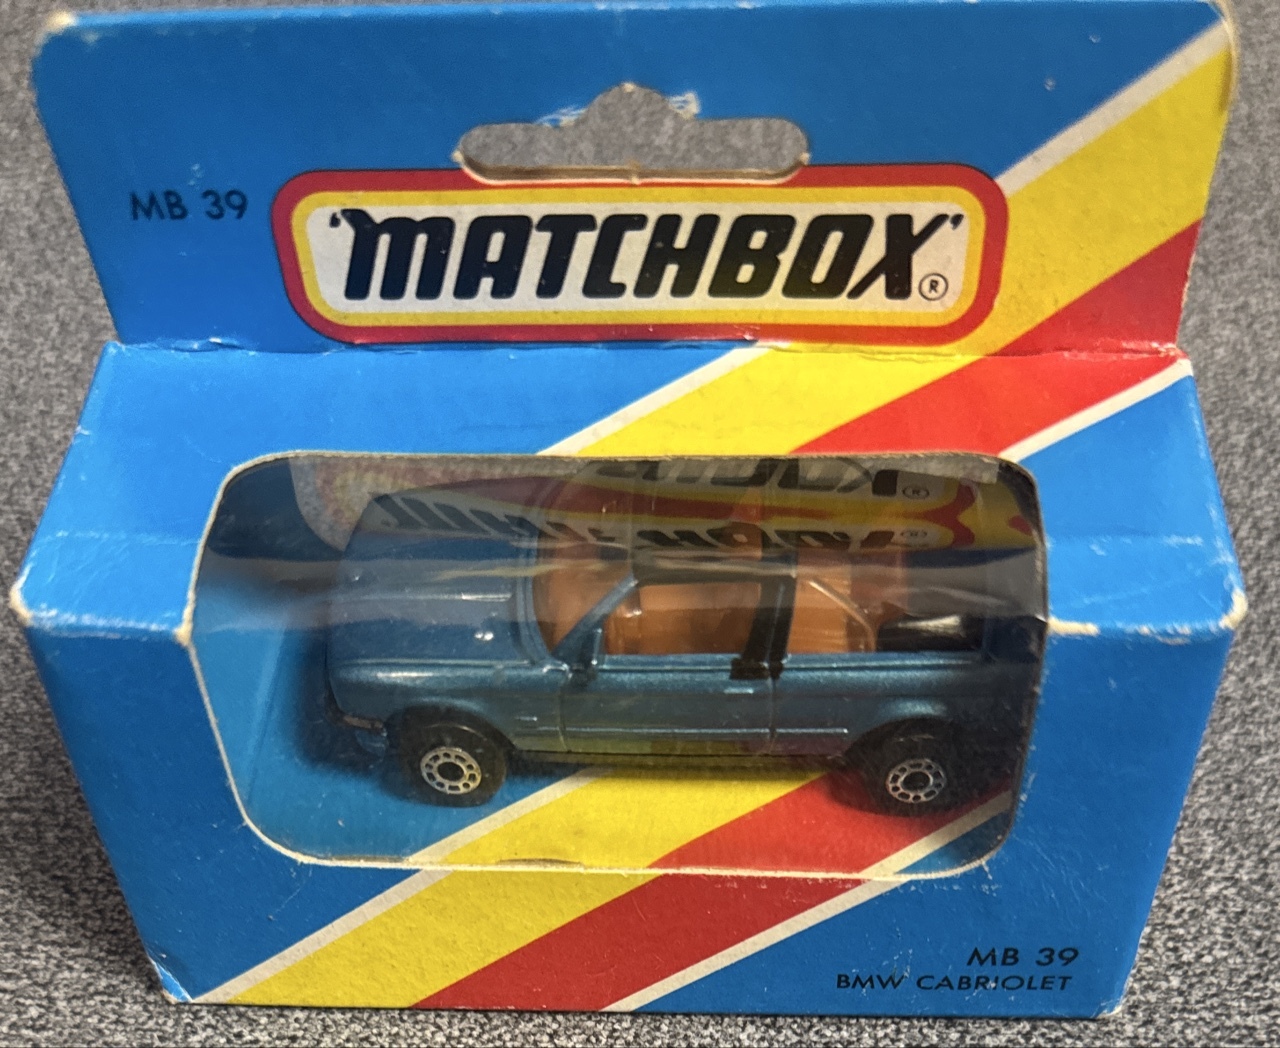 MB 39
'MATCHBOX'®
MB 39
BMW CABRIOLET